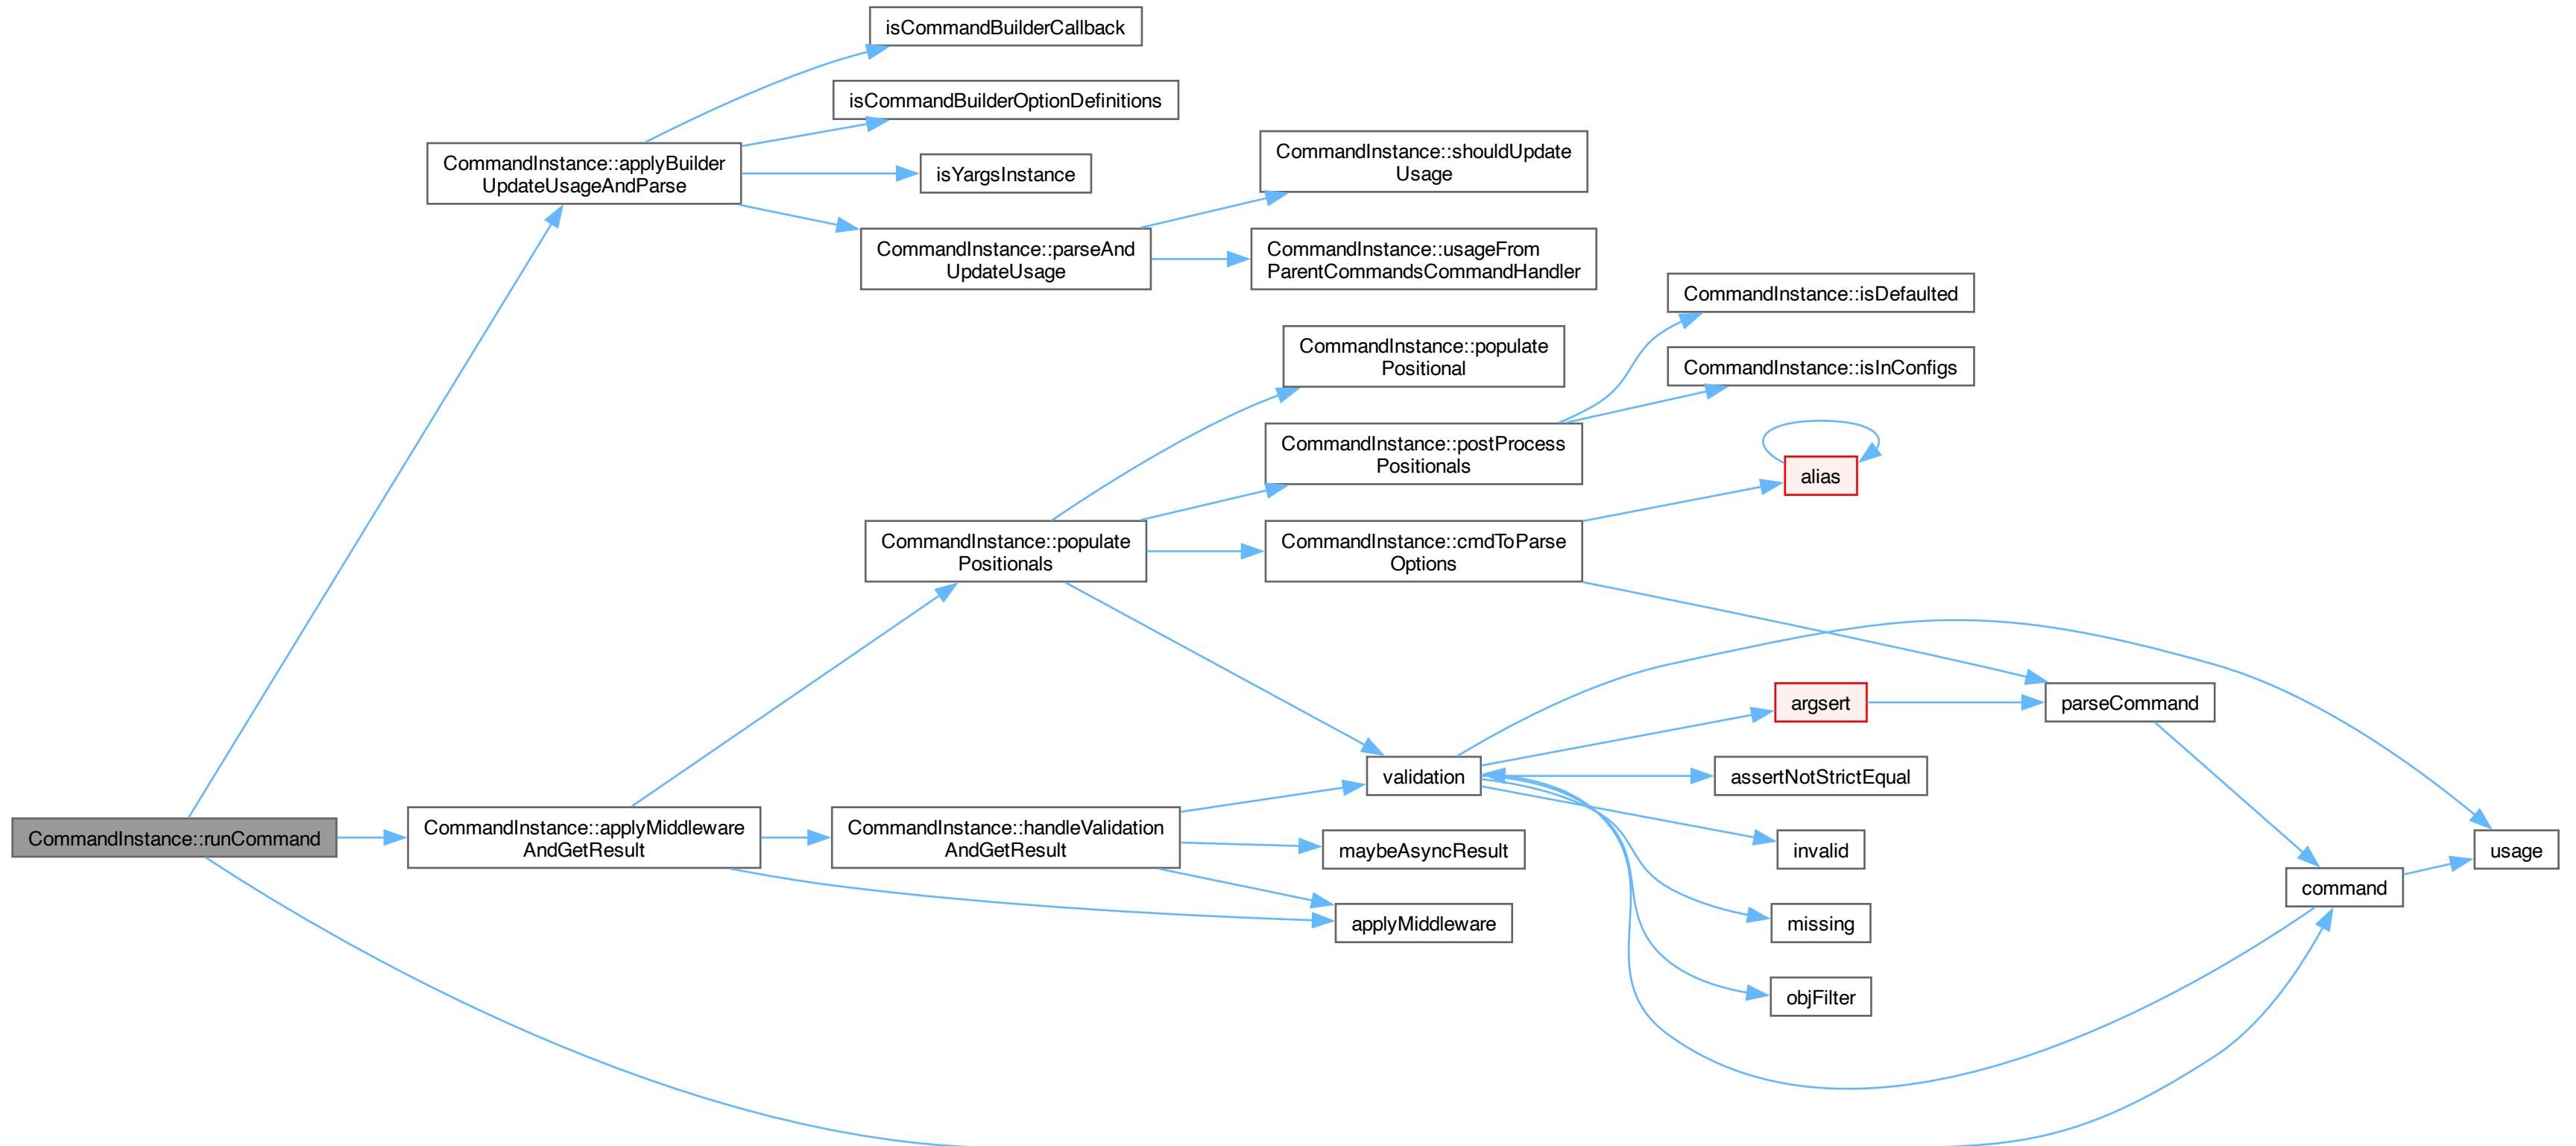 isCommandBuilderCallback
isCommandBuilderOptionDefinitions
CommandInstance::applyBuilder
UpdateUsageAndParse
isYargsInstance
CommandInstance::shouldUpdate
Usage
CommandInstance::parseAnd
UpdateUsage
CommandInstance::usageFrom
ParentCommandsCommandHandler
CommandInstance::isDefaulted
CommandInstance::populate
Positional
CommandInstance::isInConfigs
CommandInstance::postProcess
Positionals
alias
CommandInstance::populate
Positionals
CommandInstance::cmdToParse
Options
argsert
parseCommand
validation
assertNotStrictEqual
CommandInstance::runCommand
CommandInstance::applyMiddleware
AndGetResult
CommandInstance::handleValidation
AndGetResult
maybeAsyncResult
invalid
usage
command
applyMiddleware
missing
objFilter